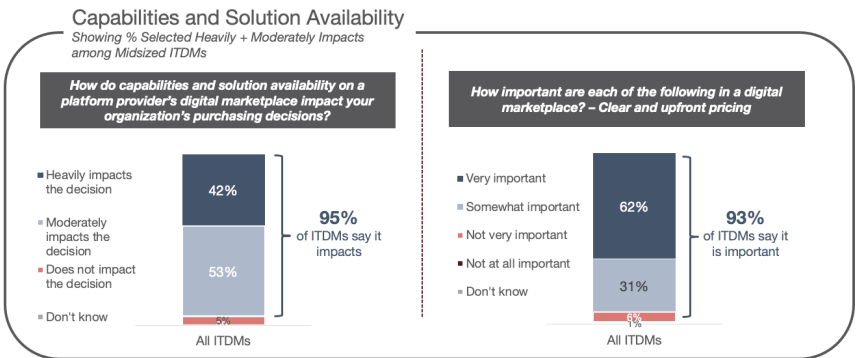 Capabilities and Solution Availability
Showing % Selected Heavily + Moderately Impacts
among Midsized ITDMs
How do capabilities and solution availability on a
platform provider's digital marketplace impact your
organization's purchasing decisions?
Heavily impacts
the decision
Moderately
impacts the
decision
Does not impact
the decision
Don't know
42%
53%
5%
95%
of ITDMs say it
impacts
All ITDMs
How important are each of the following in a digital
marketplace? – Clear and upfront pricing
Very important
Somewhat important
Not very important
Not at all important
Don't know
62%
31%
6%
1%
93%
of ITDMs say it
is important
All ITDMs